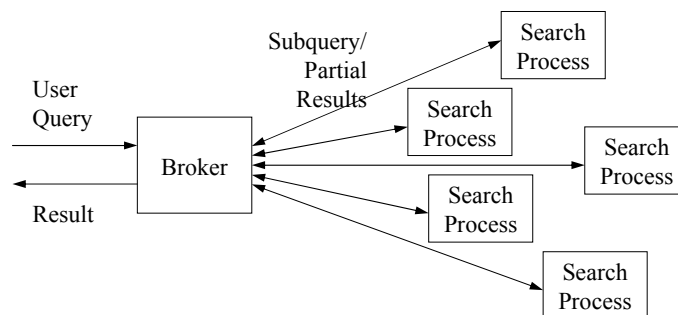 User
Query
Result
Broker
Subquery/
Partial
Results
Search
Process
Search
Process
Search
Process
Search
Process
Search
Process